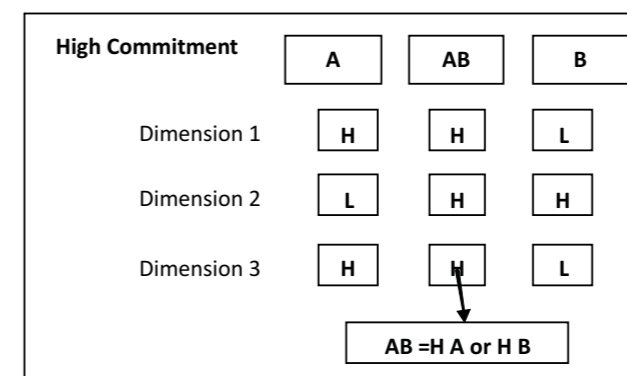 High Commitment A AB B
Dimension 1 H H L
Dimension 2 L H H
Dimension 3 H H L
AB =H A or H B